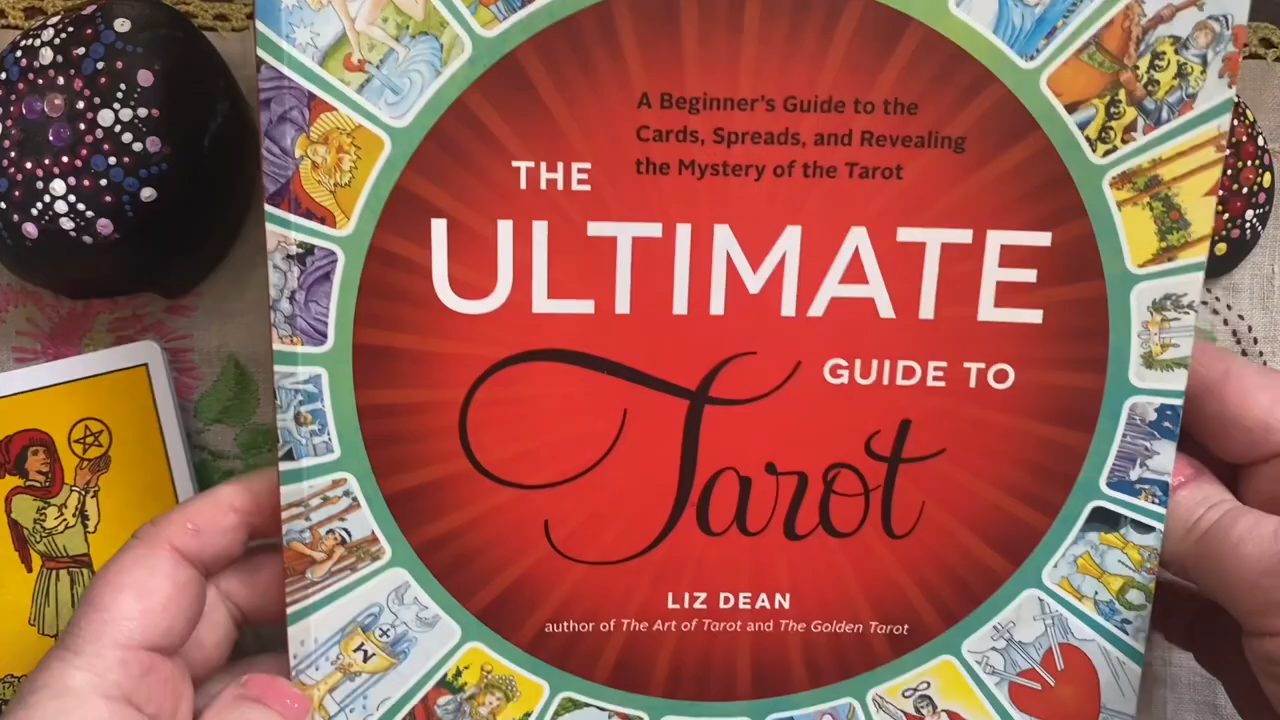 A Beginner's Guide to the
Cards, Spreads, and Revealing
the Mystery of the Tarot
THE
ULTIMATE
GUIDE TO
Tarot
LIZ DEAN
author of The Art of Tarot and The Golden Tarot
M